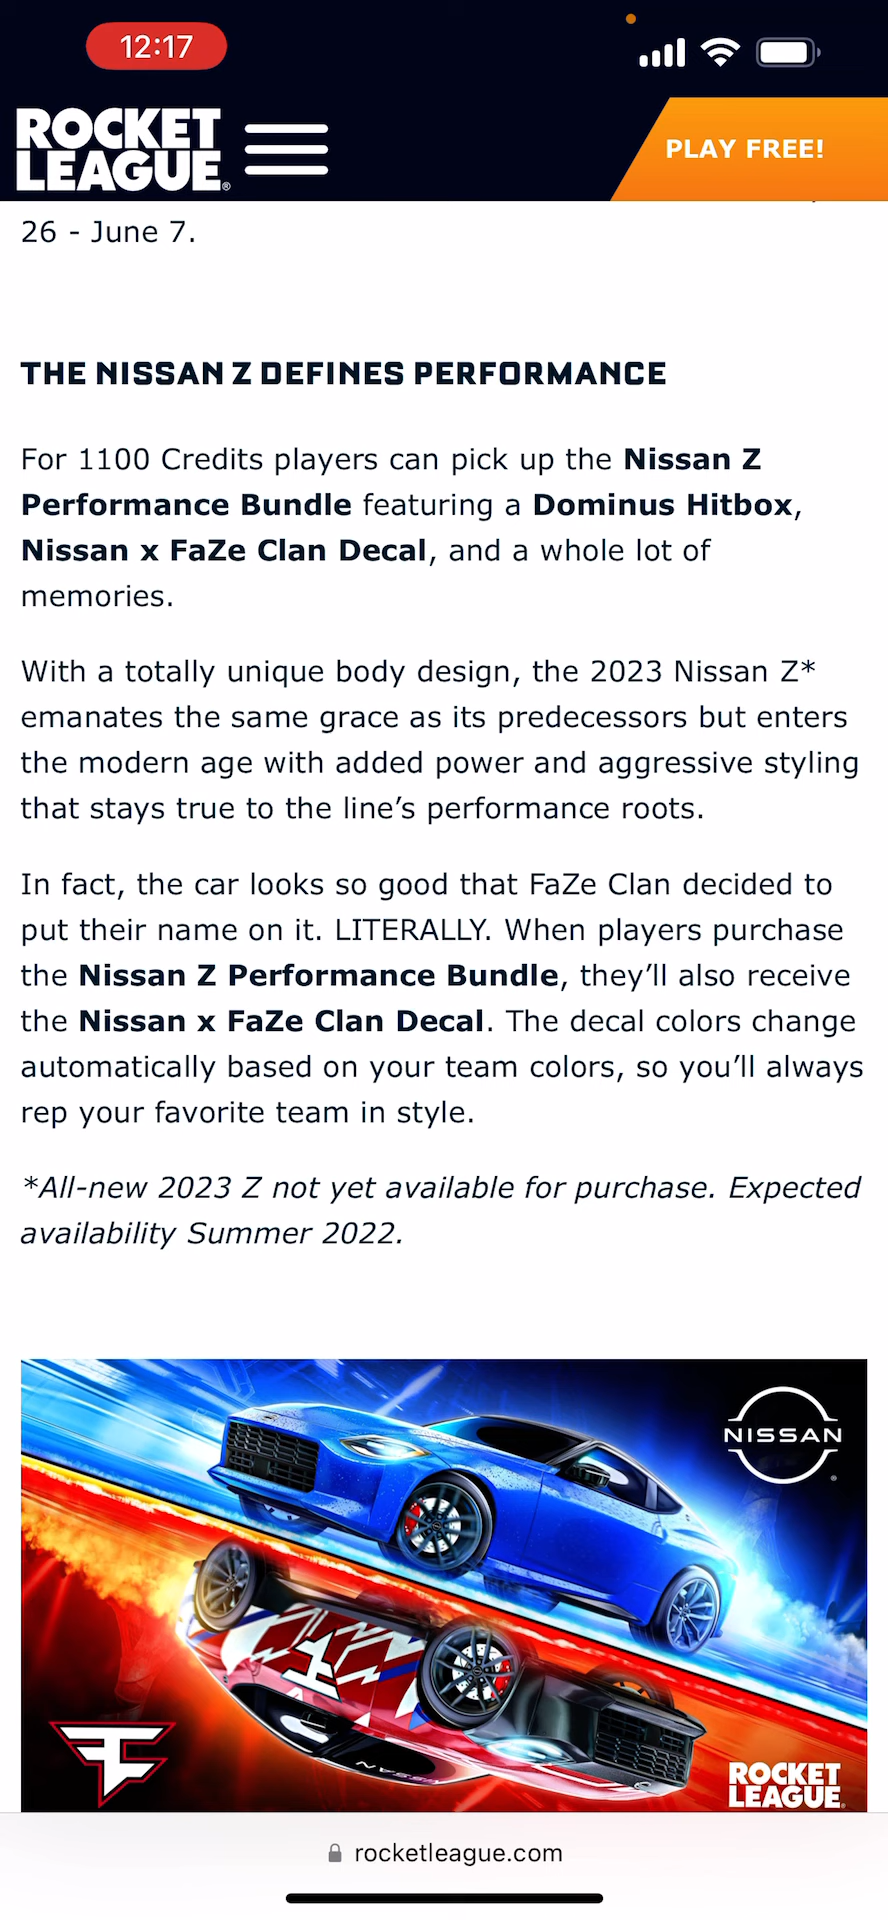 12:17
ROCKET
LEAGUE®
PLAY FREE!
26 - June 7.
THE NISSAN Z DEFINES PERFORMANCE
For 1100 Credits players can pick up the Nissan Z
Performance Bundle featuring a Dominus Hitbox,
Nissan x FaZe Clan Decal, and a whole lot of
memories.
With a totally unique body design, the 2023 Nissan Z*
emanates the same grace as its predecessors but enters
the modern age with added power and aggressive styling
that stays true to the line’s performance roots.
In fact, the car looks so good that FaZe Clan decided to
put their name on it. LITERALLY. When players purchase
the Nissan Z Performance Bundle, they’ll also receive
the Nissan x FaZe Clan Decal. The decal colors change
automatically based on your team colors, so you’ll always
rep your favorite team in style.
*All-new 2023 Z not yet available for purchase. Expected
availability Summer 2022.
NISSAN
NISSAN
ROCKET
LEAGUE
rocketleague.com